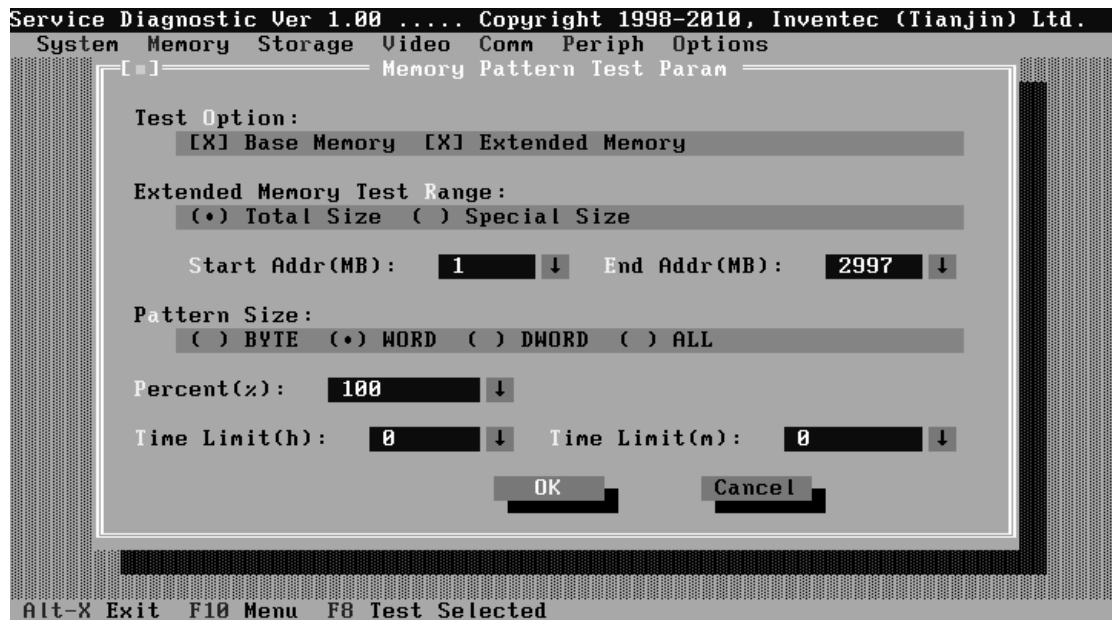 Service Diagnostic Ver 1.00 ..... Copyright 1998-2010, Inventec (Tianjin) Ltd.
System Memory Storage Video Comm Periph Options
[■] Memory Pattern Test Param
Test Option:
[X] Base Memory [X] Extended Memory
Extended Memory Test Range:
(•) Total Size ( ) Special Size
Start Addr(MB): 1 ↓ End Addr(MB): 2997 ↓
Pattern Size:
( ) BYTE (•) WORD ( ) DWORD ( ) ALL
Percent(%): 100 ↓
Time Limit(h): 0 ↓ Time Limit(m): 0 ↓
OK Cancel
Alt-X Exit F10 Menu F8 Test Selected